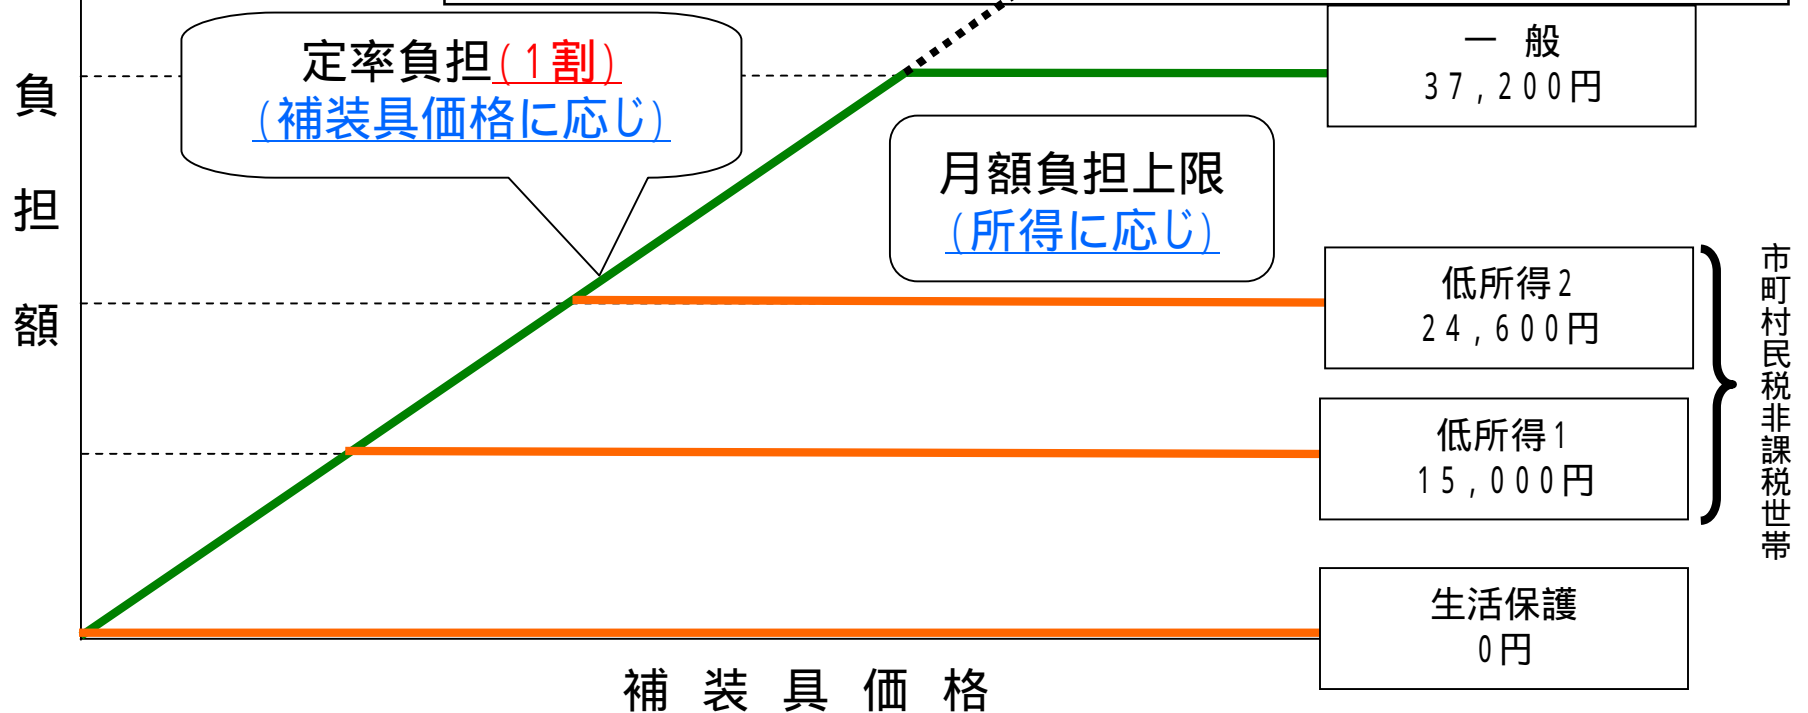 負担額
定率負担(1割)
(補装具価格に応じ)
一 般
37,200円
月額負担上限
(所得に応じ)
低所得2
24,600円
低所得1
15,000円
市町村民税非課税世帯
生活保護
0円
補装具価格